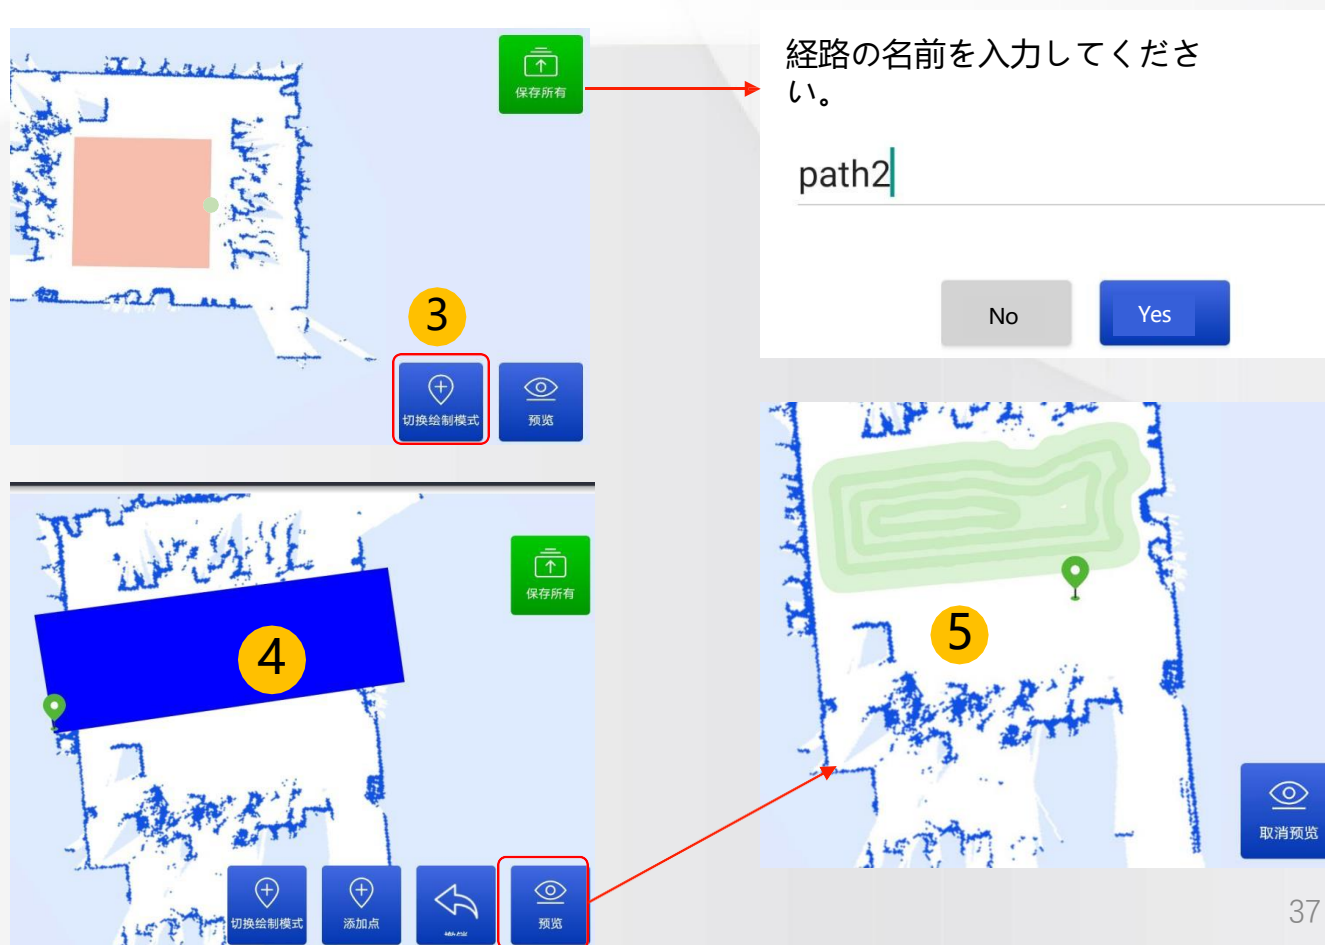 保存所有
3
切换绘制模式
预览
経路の名前を入力してくださ
い。
path2
No
Yes
保存所有
4
切换绘制模式
添加点
预览
5
取消预览
37